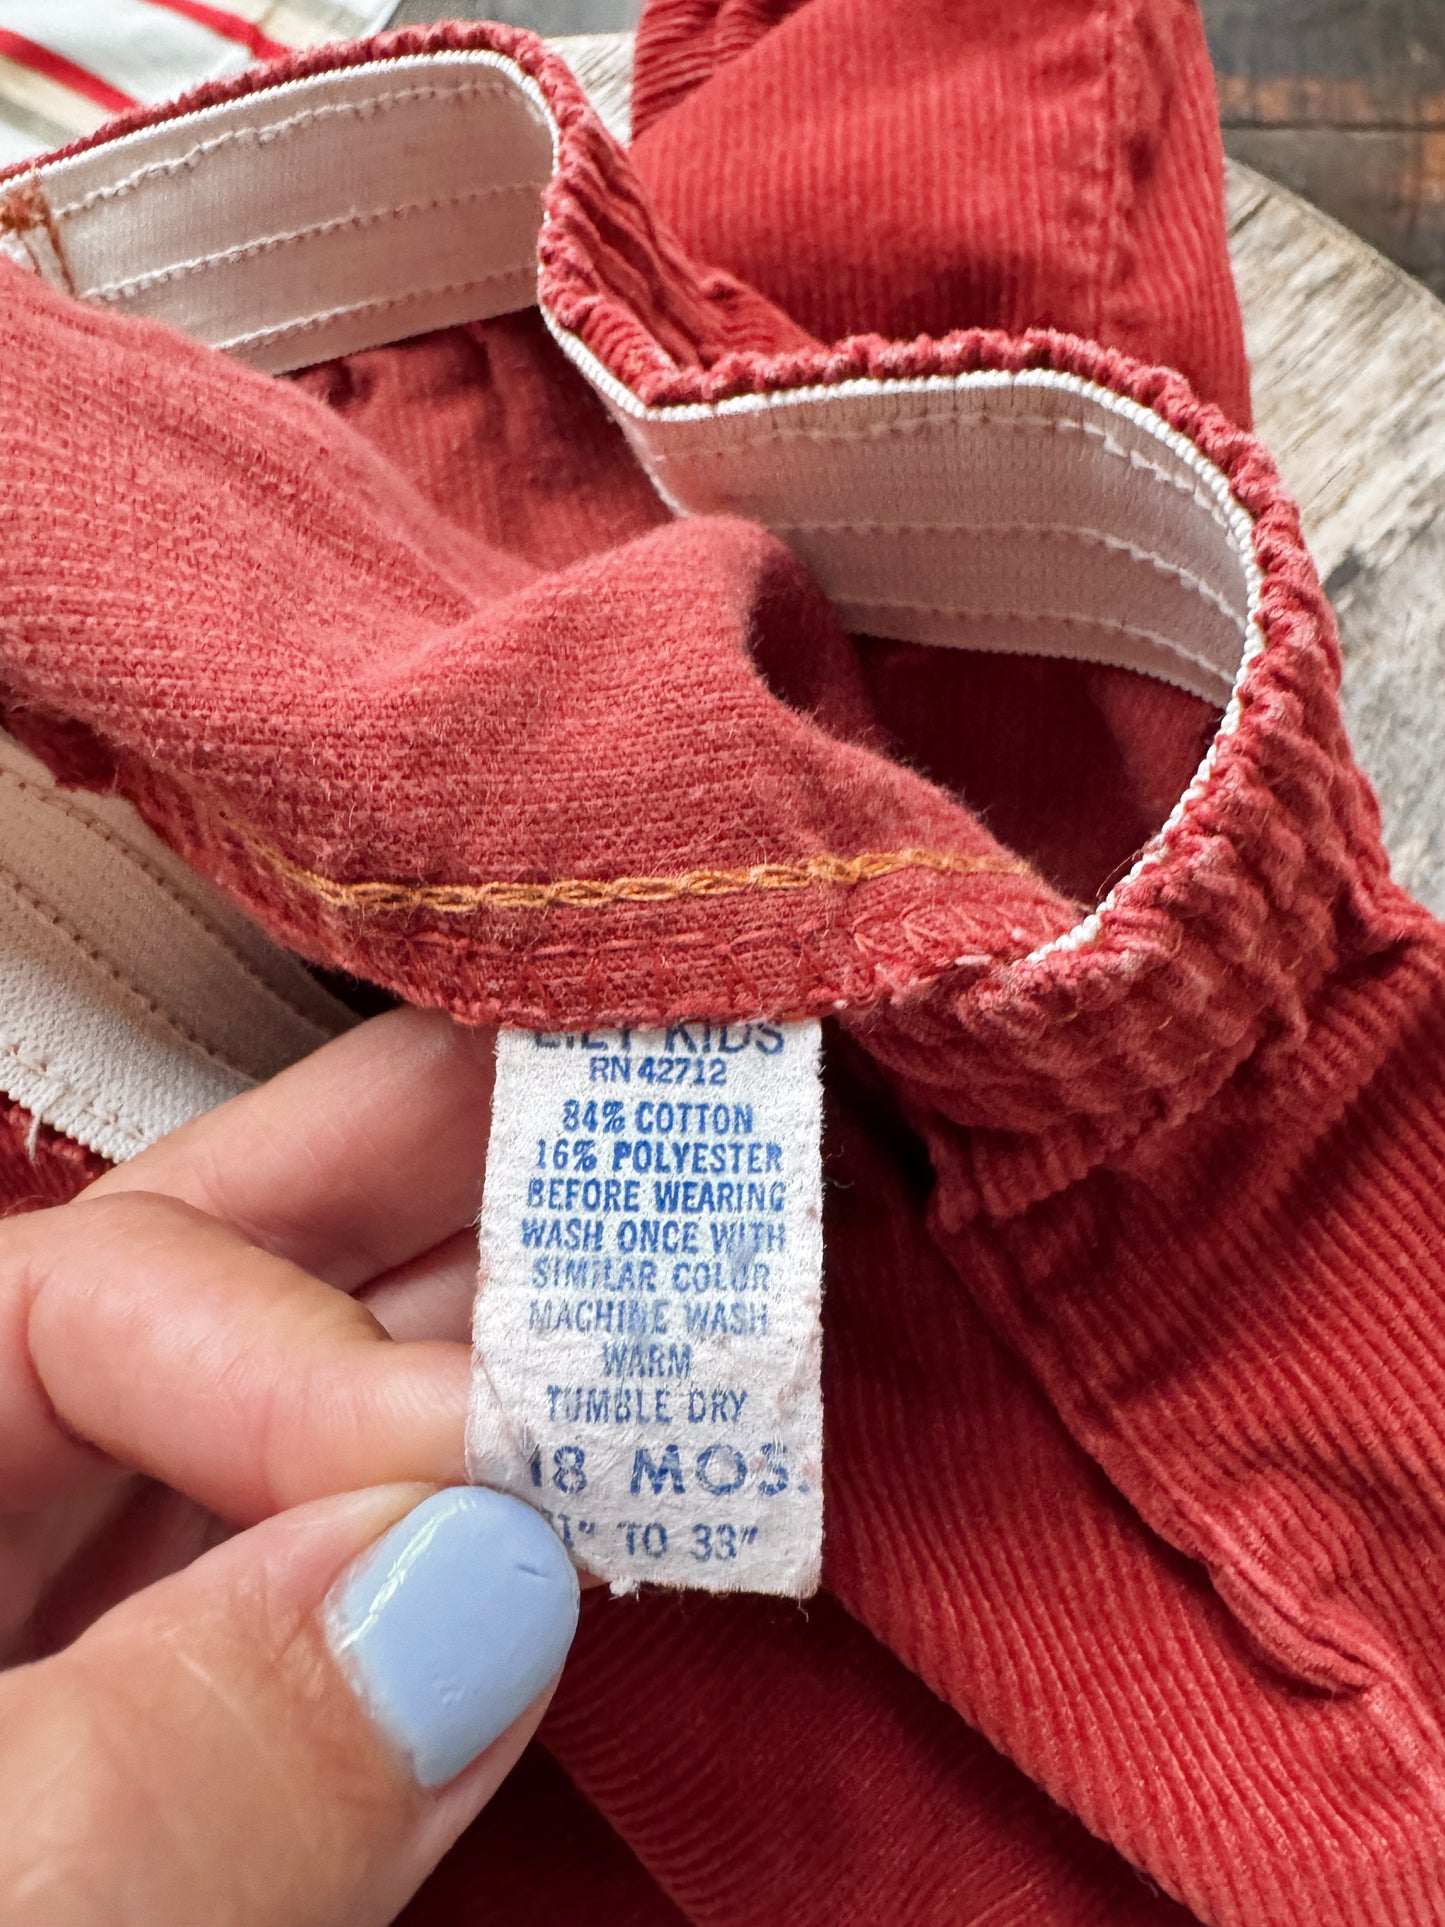 KIDS
RN 42712
84% COTTON
16% POLYESTER
BEFORE WEARING
WASH ONCE WITH
SIMILAR COLOR
MACHINE WASH
WARM
TUMBLE DRY
18 MOS.
TO 33"